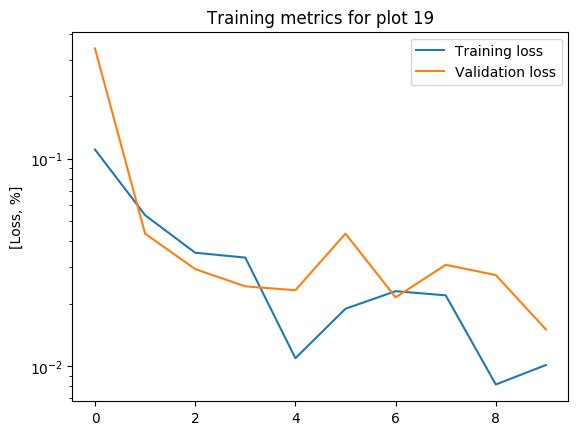 Training metrics for plot 19
Training loss
Validation loss
[Loss, %]
10⁻¹
10⁻²
0 2 4 6 8